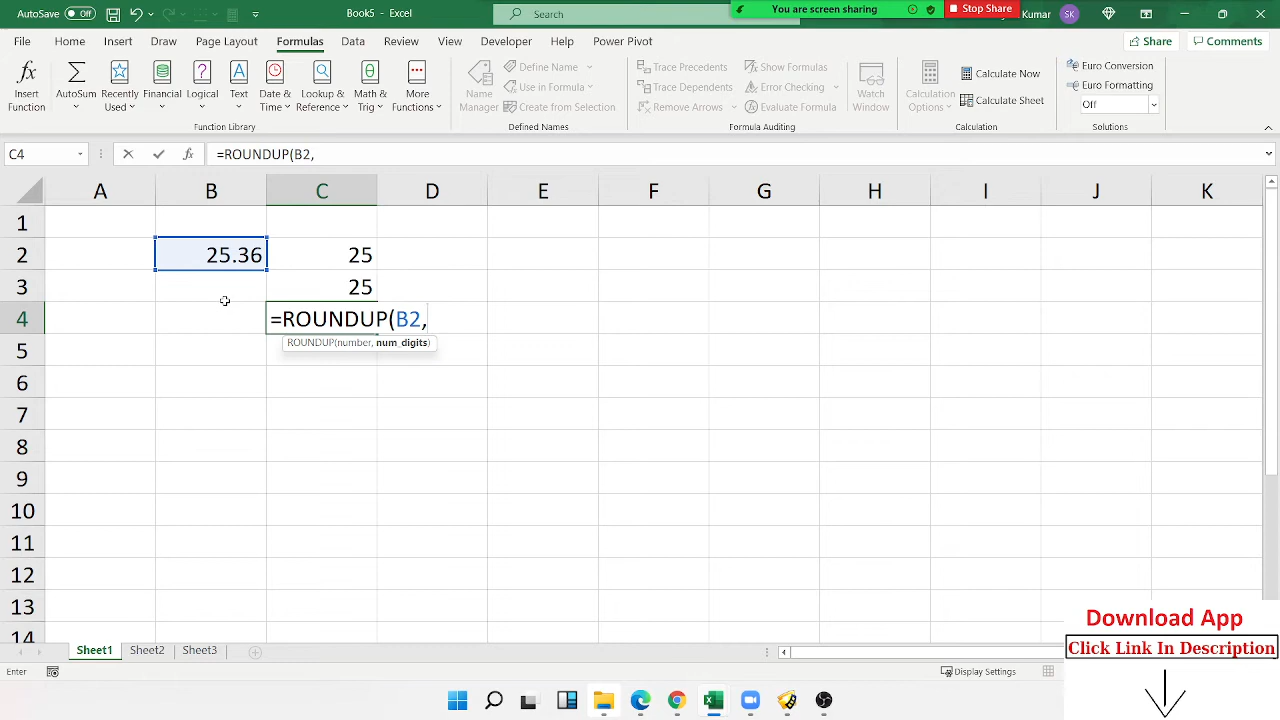 AutoSave Off Book5 - Excel Search You are screen sharing Stop Share Kumar SK
File Home Insert Draw Page Layout Formulas Data Review View Developer Help Power Pivot Share Comments
Insert Function
AutoSum
Recently Used
Financial
Logical
Text
Date & Time
Lookup & Reference
Math & Trig
More Functions
Function Library
Name Manager
Define Name
Use in Formula
Create from Selection
Defined Names
Trace Precedents
Trace Dependents
Remove Arrows
Show Formulas
Error Checking
Evaluate Formula
Formula Auditing
Watch Window
Calculation Options
Calculate Now
Calculate Sheet
Calculation
Euro Conversion
Euro Formatting
Off
Solutions
C4 fx =ROUNDUP(B2,
A B C D E F G H I J K
1
2 25.36 25
3 25
4 =ROUNDUP(B2,
ROUNDUP(number, num_digits)
5
6
7
8
9
10
11
12
13
14
Download App
Click Link In Description
Sheet1 Sheet2 Sheet3
Enter Display Settings